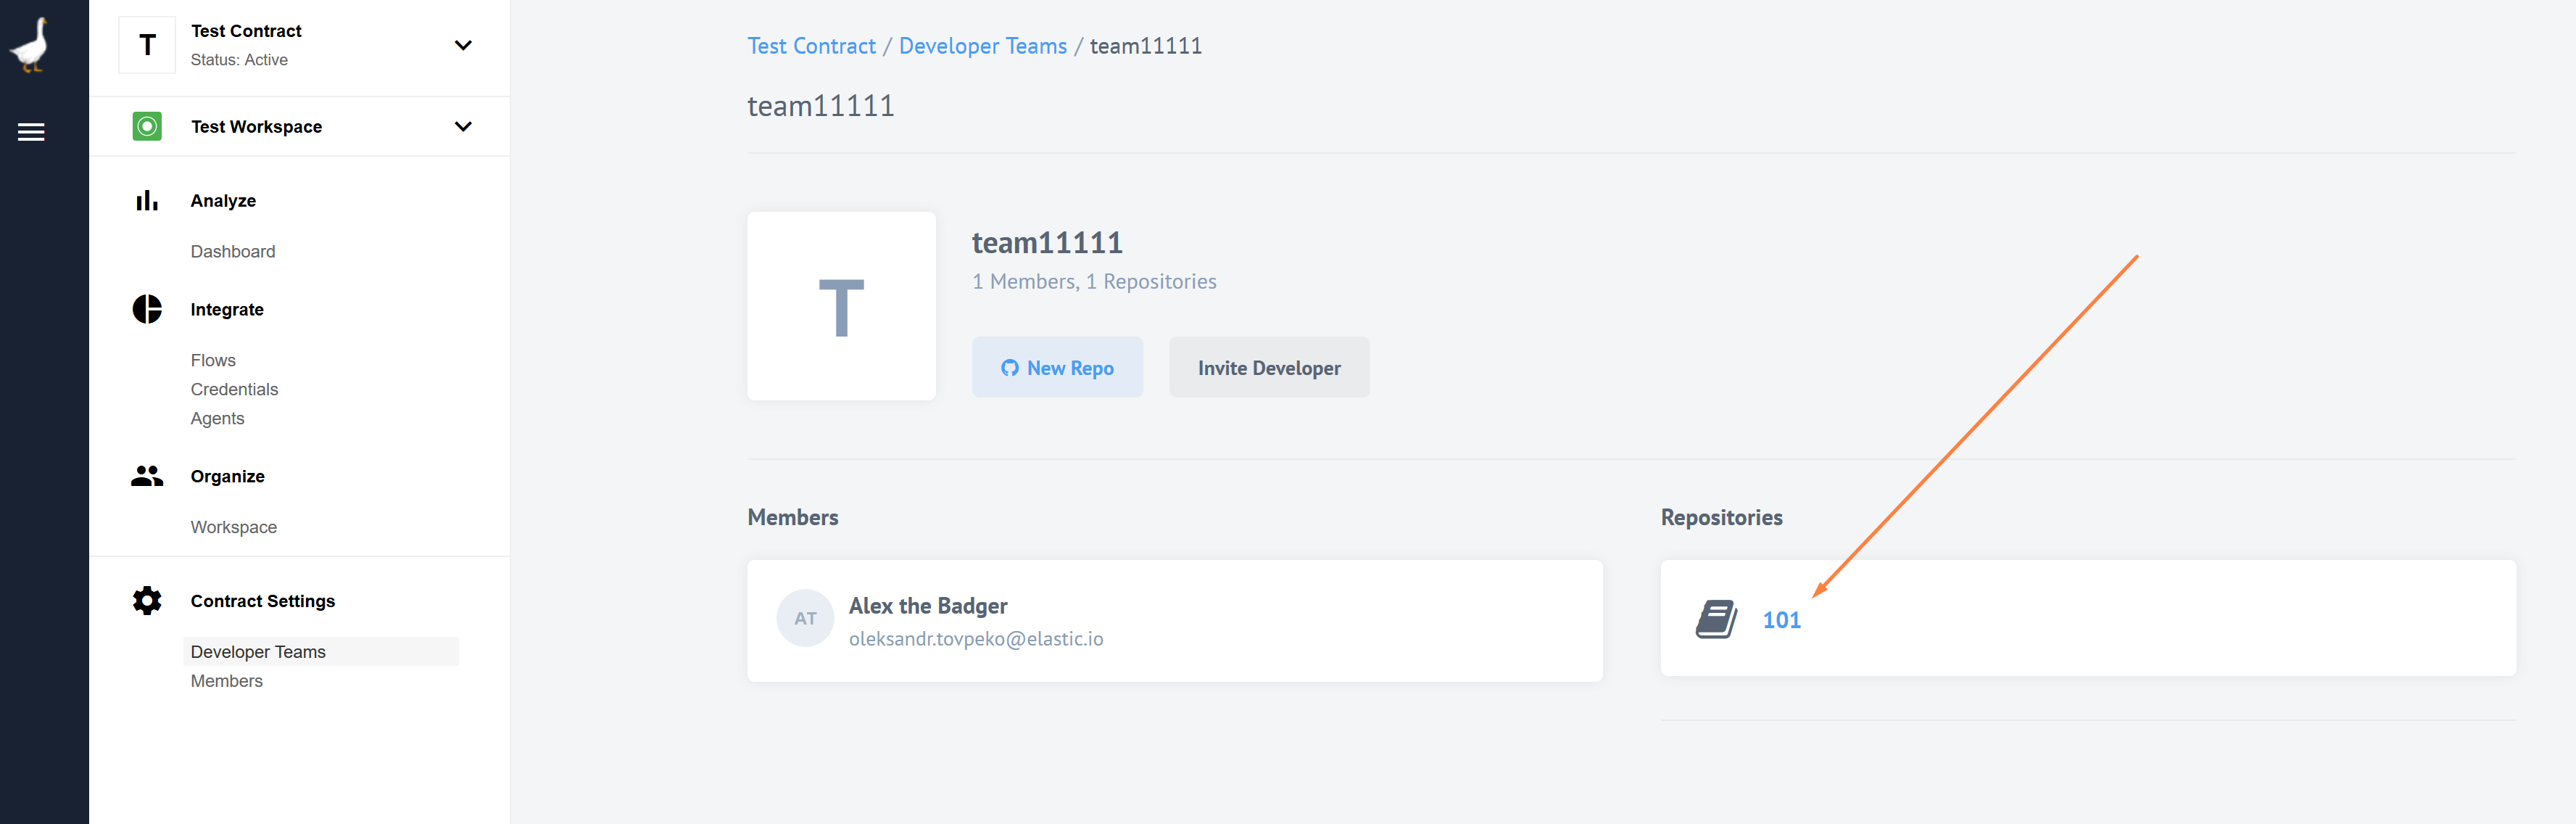 T
Test Contract
Status: Active
Test Workspace
Analyze
Dashboard
Integrate
Flows
Credentials
Agents
Organize
Workspace
Contract Settings
Developer Teams
Members
Test Contract / Developer Teams / team11111
team11111
T
team11111
1 Members, 1 Repositories
New Repo
Invite Developer
Members
AT
Alex the Badger
oleksandr.tovpeko@elastic.io
Repositories
101